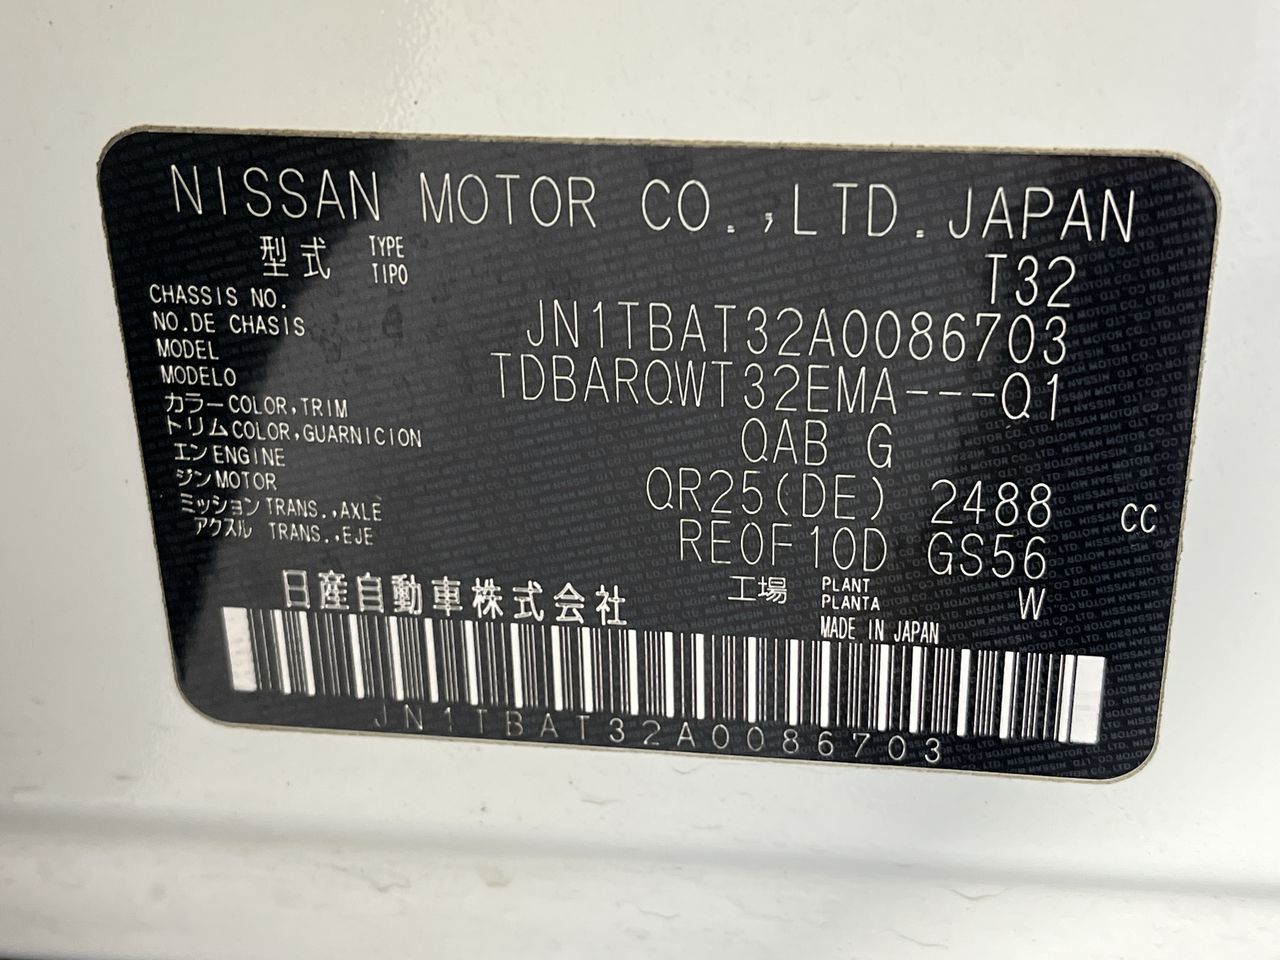 NISSAN MOTOR CO.,LTD.JAPAN
型式 TYPE TIPO T32
CHASSIS NO. NO.DE CHASIS JN1TBAT32A0086703
MODEL MODELO TDBARQWT32EMA---Q1
カラー COLOR,TRIM
トリム COLOR,GUARNICION QAB G
エン ENGINE
ジン MOTOR QR25(DE) 2488 CC
ミッション TRANS.,AXLE
アクスル TRANS.,EJE RE0F10D GS56
日産自動車株式会社 工場 PLANT PLANTA W
MADE IN JAPAN
JN1TBAT32A0086703